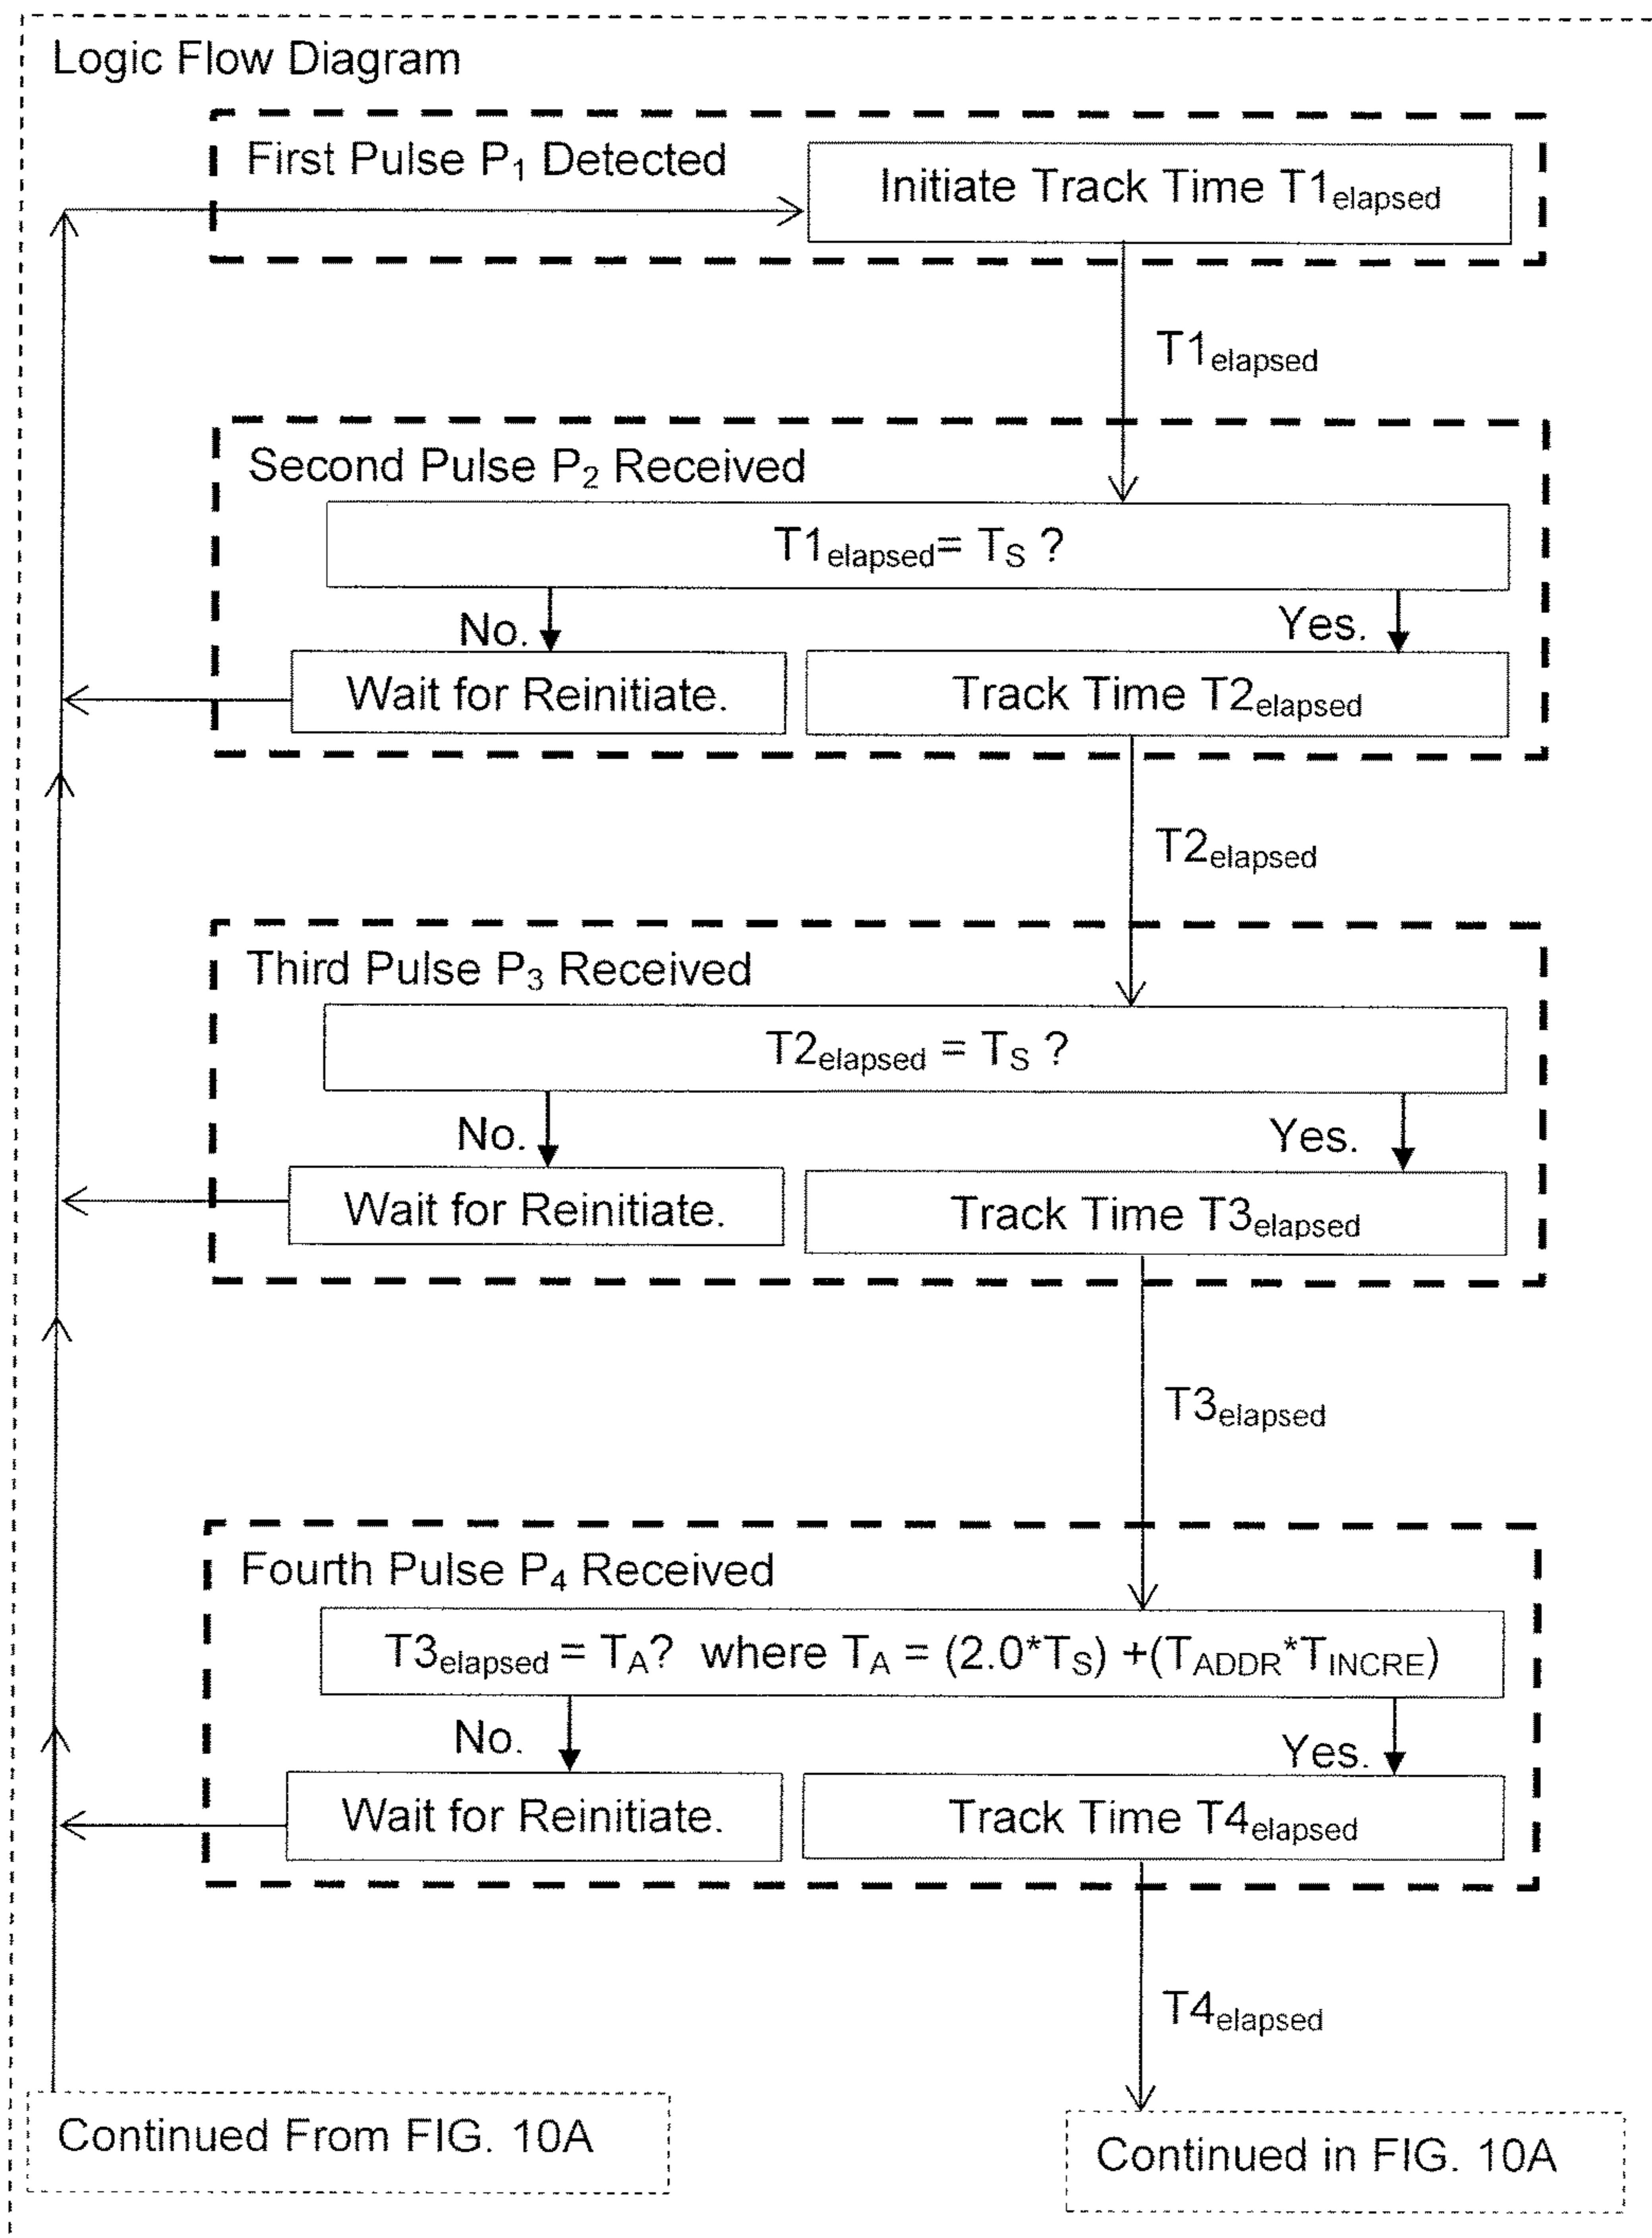 Logic Flow Diagram
First Pulse P₁ Detected
Initiate Track Time T1elapsed
T1elapsed
Second Pulse P₂ Received
T1elapsed= TS ?
No.
Yes.
Wait for Reinitiate.
Track Time T2elapsed
T2elapsed
Third Pulse P₃ Received
T2elapsed = TS ?
No.
Yes.
Wait for Reinitiate.
Track Time T3elapsed
T3elapsed
Fourth Pulse P₄ Received
T3elapsed = TA? where TA = (2.0*TS) +(TADDR*TINCRE)
No.
Yes.
Wait for Reinitiate.
Track Time T4elapsed
T4elapsed
Continued From FIG. 10A
Continued in FIG. 10A